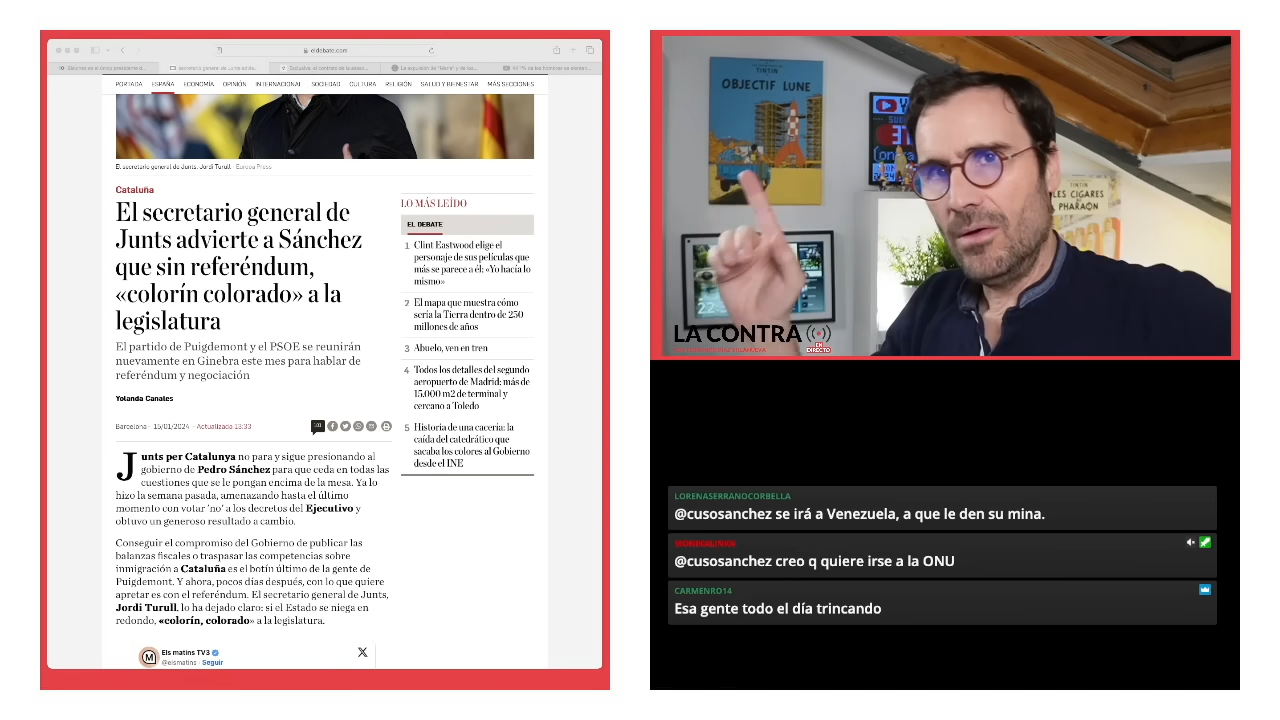 eldebate.com
PORTADA ESPAÑA ECONOMÍA OPINIÓN INTERNACIONAL SOCIEDAD CULTURA RELIGIÓN SALUD Y BIENESTAR MÁS SECCIONES
El secretario general de Junts, Jordi Turull · Europa Press
Cataluña
El secretario general de
Junts advierte a Sánchez
que sin referéndum,
«colorín colorado» a la
legislatura
El partido de Puigdemont y el PSOE se reunirán
nuevamente en Ginebra este mes para hablar de
referéndum y negociación
Yolanda Canales
Barcelona - 15/01/2024 - Actualizada 13:33
Junts per Catalunya no para y sigue presionando al
gobierno de Pedro Sánchez para que ceda en todas las
cuestiones que se le pongan encima de la mesa. Ya lo
hizo la semana pasada, amenazando hasta el último
momento con votar 'no' a los decretos del Ejecutivo y
obtuvo un generoso resultado a cambio.
Conseguir el compromiso del Gobierno de publicar las
balanzas fiscales o traspasar las competencias sobre
inmigración a Cataluña es el botín último de la gente de
Puigdemont. Y ahora, pocos días después, con lo que quiere
apretar es con el referéndum. El secretario general de Junts,
Jordi Turull, lo ha dejado claro: si el Estado se niega en
redondo, «colorín, colorado» a la legislatura.
Els matins TV3
@elsmatins · Seguir
LO MÁS LEÍDO
EL DEBATE
1 Clint Eastwood elige el
personaje de sus películas que
más se parece a él: «Yo hacía lo
mismo»
2 El mapa que muestra cómo
sería la Tierra dentro de 250
millones de años
3 Abuelo, ven en tren
4 Todos los detalles del segundo
aeropuerto de Madrid: más de
15.000 m2 de terminal y
cercano a Toledo
5 Historia de una cacería: la
caída del catedrático que
sacaba los colores al Gobierno
desde el INE
TINTIN
OBJECTIF LUNE
TINTIN
LES CIGARES
PHARAON
22
LA CONTRA
EN
DIRECTO
LORENASERRANOCORBELLA
@cusosanchez se irá a Venezuela, a que le den su mina.
@cusosanchez creo q quiere irse a la ONU
CARMENRO14
Esa gente todo el día trincando